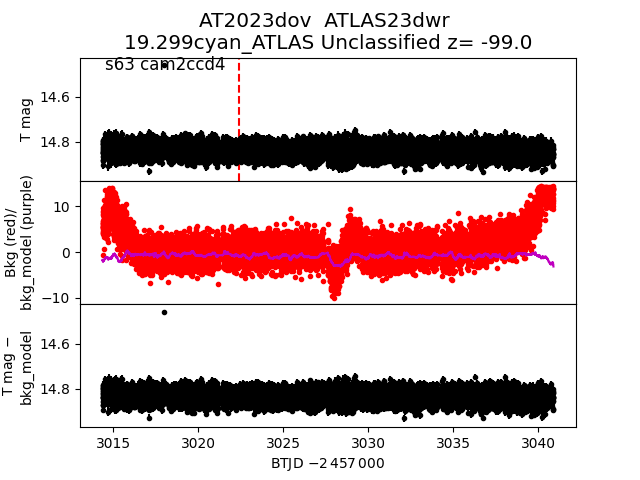 AT2023dov  ATLAS23dwr
19.299cyan_ATLAS Unclassified z= -99.0
s63 cam2ccd4
T mag
14.6
14.8
Bkg (red)/
bkg_model (purple)
10
0
−10
T mag −
bkg_model
14.6
14.8
3015 3020 3025 3030 3035 3040
BTJD −2 457 000